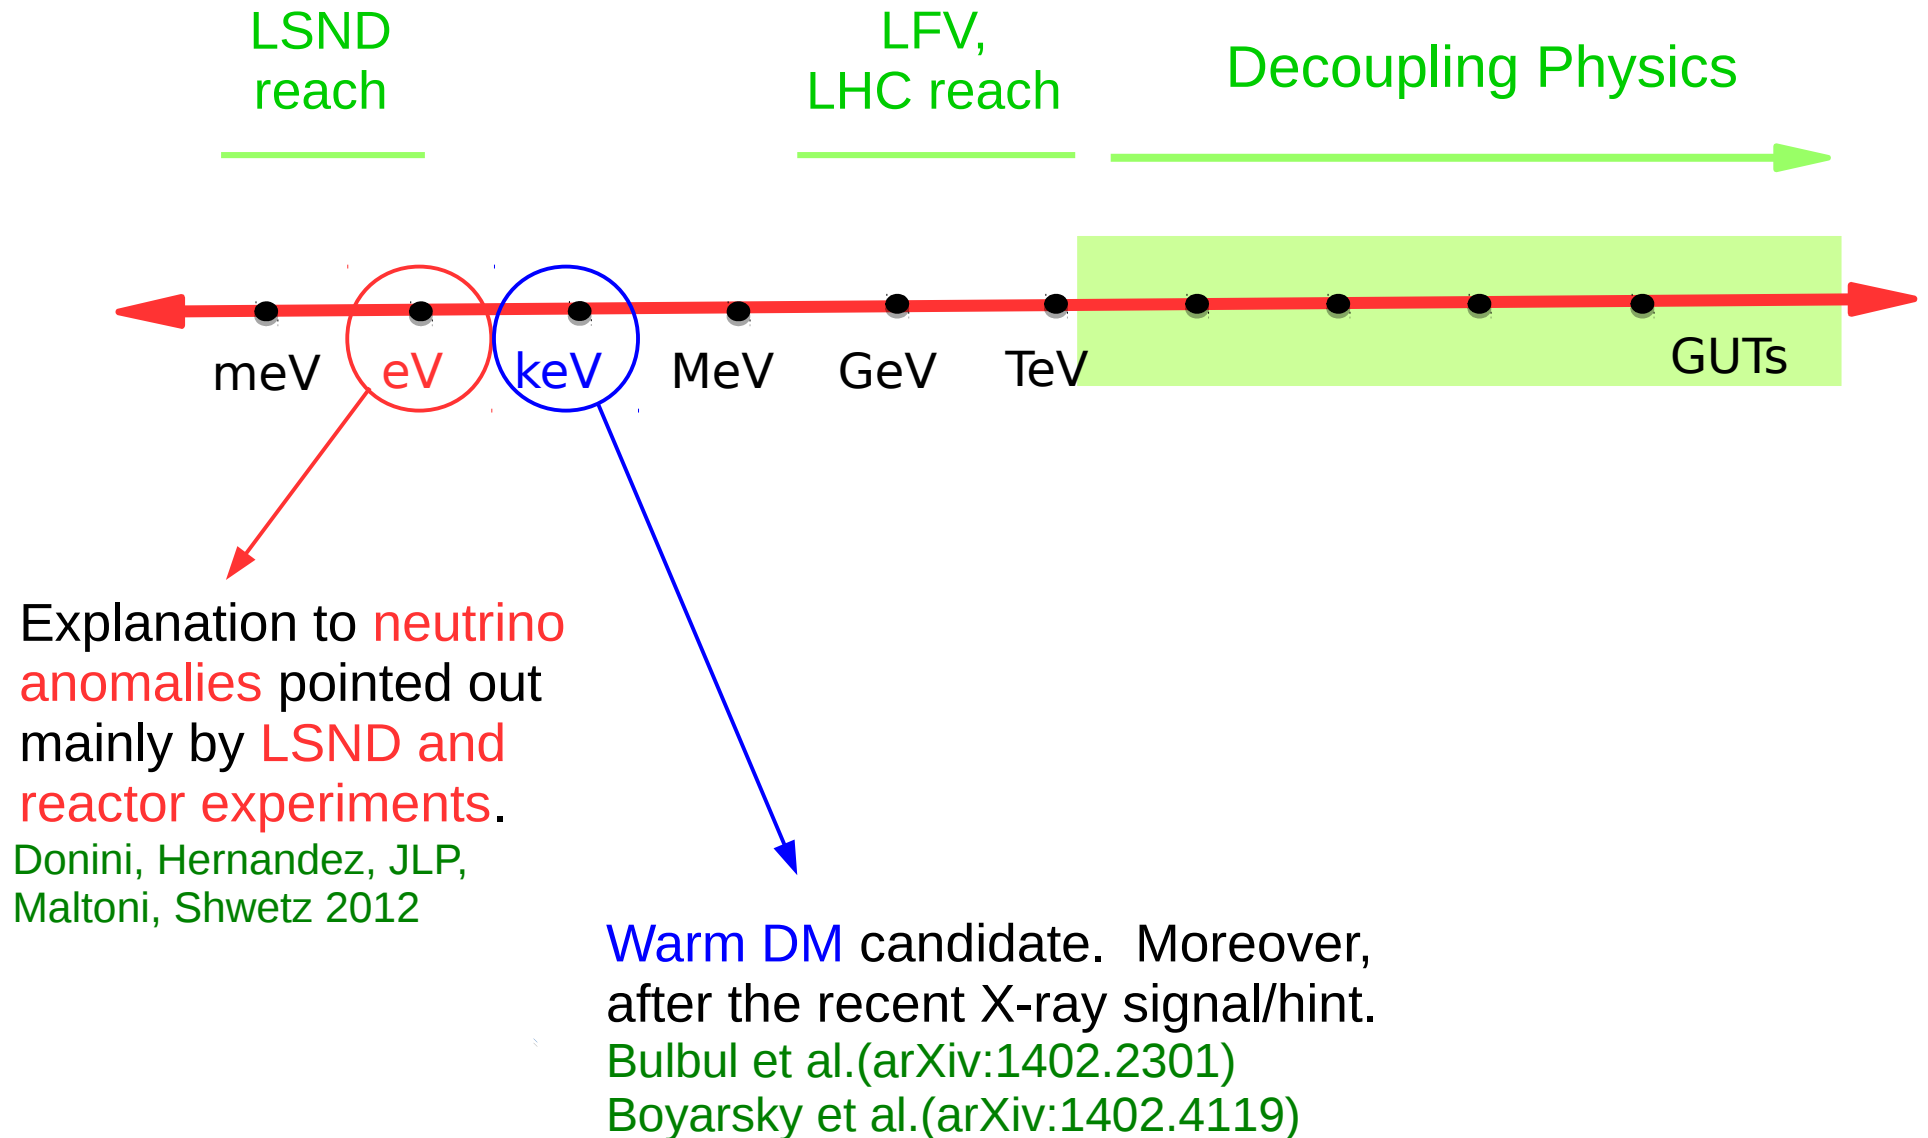 LSND
reach
LFV,
LHC reach
Decoupling Physics
meV
eV
keV
MeV
GeV
TeV
GUTs
Explanation to neutrino
anomalies pointed out
mainly by LSND and
reactor experiments.
Donini, Hernandez, JLP,
Maltoni, Shwetz 2012
Warm DM candidate.  Moreover,
after the recent X-ray signal/hint.
Bulbul et al.(arXiv:1402.2301)
Boyarsky et al.(arXiv:1402.4119)